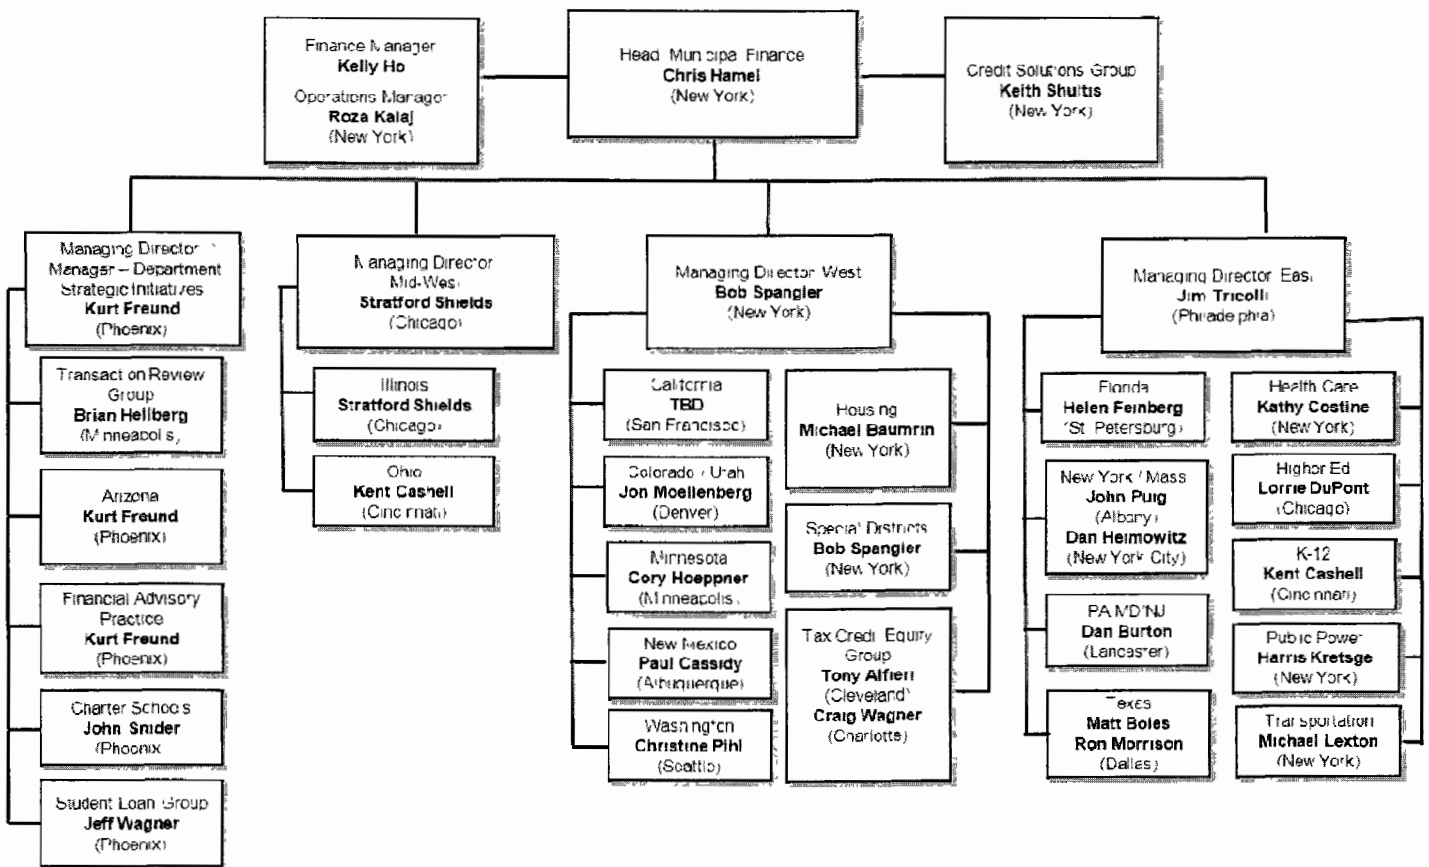 Finance Manager
Kelly Ho
Operations Manager
Roza Kalaj
(New York)
Head Municipal Finance
Chris Hamel
(New York)
Credit Solutions Group
Keith Shultis
(New York)
Managing Director
Manager – Department
Strategic Initiatives
Kurt Freund
(Phoenix)
Transaction Review
Group
Brian Hellberg
(Minneapolis)
Arizona
Kurt Freund
(Phoenix)
Financial Advisory
Practice
Kurt Freund
(Phoenix)
Charter Schools
John Snider
(Phoenix
Student Loan Group
Jeff Wagner
(Phoenix)
Managing Director
Mid-West
Stratford Shields
(Chicago)
Illinois
Stratford Shields
(Chicago)
Ohio
Kent Cashell
(Cincinnati)
Managing Director West
Bob Spangler
(New York)
California
TBD
(San Francisco)
Colorado / Utah
Jon Moellenberg
(Denver)
Minnesota
Cory Hoeppner
(Minneapolis)
New Mexico
Paul Cassidy
(Albuquerque)
Washington
Christine Pihl
(Seattle)
Housing
Michael Baumrin
(New York)
Special Districts
Bob Spangler
(New York)
Tax Credit Equity
Group
Tony Alfieri
(Cleveland)
Craig Wagner
(Charlotte)
Managing Director East
Jim Tricolli
(Philadelphia)
Florida
Helen Feinberg
(St. Petersburg)
New York / Mass
John Puig
(Albany)
Dan Heimowitz
(New York City)
PA/MD/NJ
Dan Burton
(Lancaster)
Texas
Matt Boles
Ron Morrison
(Dallas)
Health Care
Kathy Costine
(New York)
Higher Ed
Lorrie DuPont
(Chicago)
K-12
Kent Cashell
(Cincinnati)
Public Power
Harris Kretsge
(New York)
Transportation
Michael Lexton
(New York)